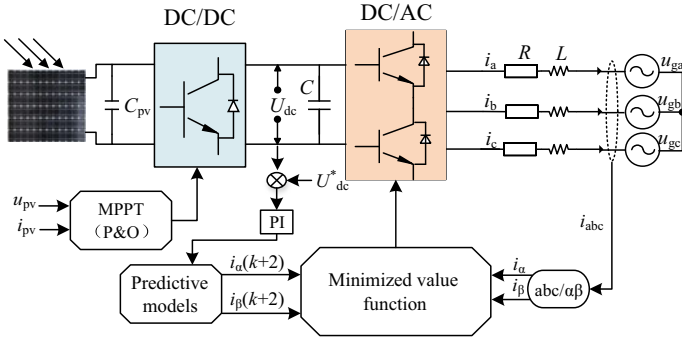 DC/DC
DC/AC
C_pv
U_dc
C
i_a
R
L
u_ga
i_b
u_gb
i_c
u_gc
U*_dc
u_pv
i_pv
MPPT
（P&O）
PI
i_abc
Predictive
models
i_α(k+2)
i_β(k+2)
Minimized value
function
i_α
i_β
abc/αβ